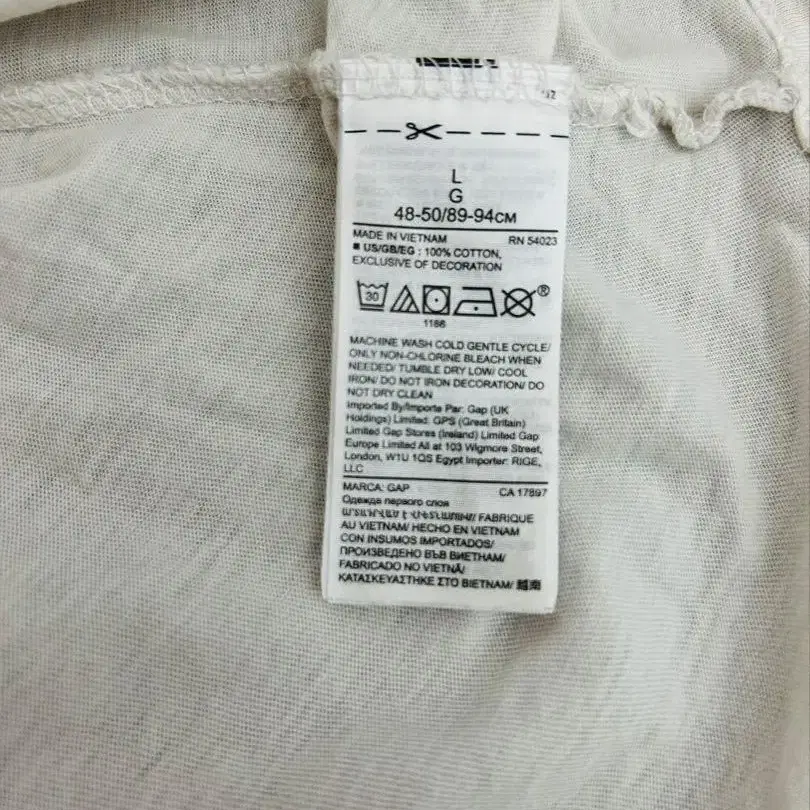 L
G
48-50/89-94CM
MADE IN VIETNAM RN 54023
■ US/GB/EG : 100% COTTON,
EXCLUSIVE OF DECORATION
30
®
1186
MACHINE WASH COLD GENTLE CYCLE/
ONLY NON-CHLORINE BLEACH WHEN
NEEDED/ TUMBLE DRY LOW/ COOL
IRON/ DO NOT IRON DECORATION/ DO
NOT DRY CLEAN
Imported By/Importe Par: Gap (UK
Holdings) Limited. GPS (Great Britain)
Limited Gap Stores (Ireland) Limited Gap
Europe Limited All at 103 Wigmore Street,
London, W1U 1QS Egypt Importer: RIGE,
LLC
MARCA: GAP CA 17897
Одежда первого слоя
FABRIQUE
AU VIETNAM/ HECHO EN VIETNAM
CON INSUMOS IMPORTADOS/
ПРОИЗВЕДЕНО ВЪВ ВИЕТНАМ/
FABRICADO NO VIETNÃ/
ΚΑΤΑΣΚΕΥΑΣΤΗΚΕ ΣΤΟ ΒΙΕΤΝΑΜ/ 越南